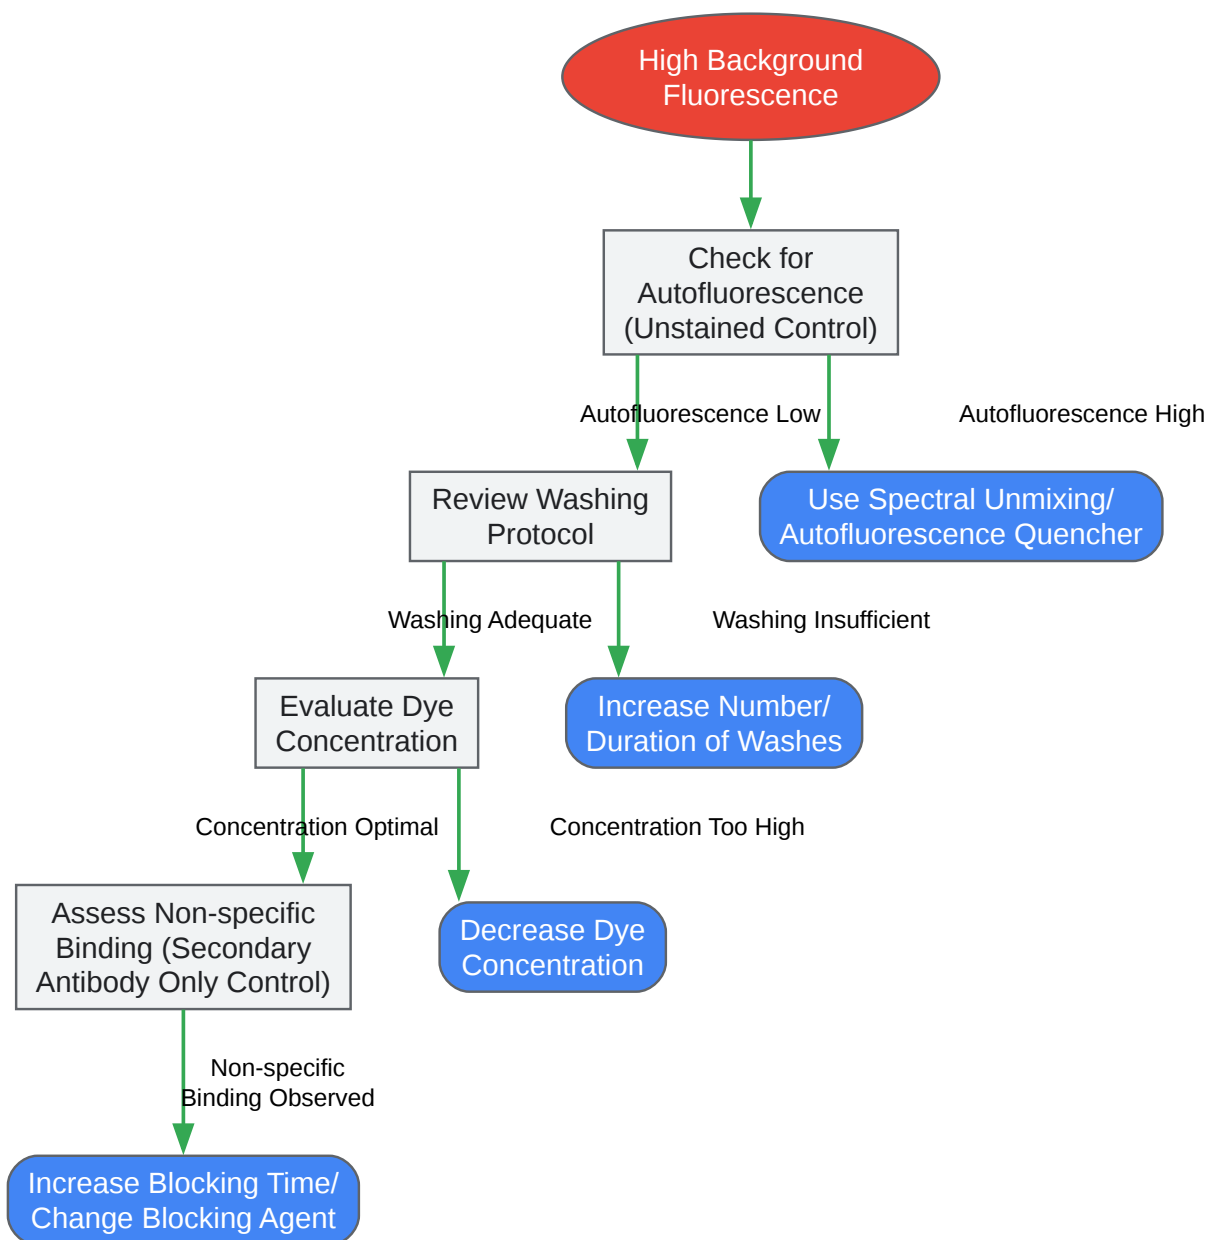 High Background
Fluorescence
Check for
Autofluorescence
(Unstained Control)
Autofluorescence Low
Autofluorescence High
Review Washing
Protocol
Use Spectral Unmixing/
Autofluorescence Quencher
Washing Adequate
Washing Insufficient
Evaluate Dye
Concentration
Increase Number/
Duration of Washes
Concentration Optimal
Concentration Too High
Assess Non-specific
Binding (Secondary
Antibody Only Control)
Decrease Dye
Concentration
Non-specific
Binding Observed
Increase Blocking Time/
Change Blocking Agent